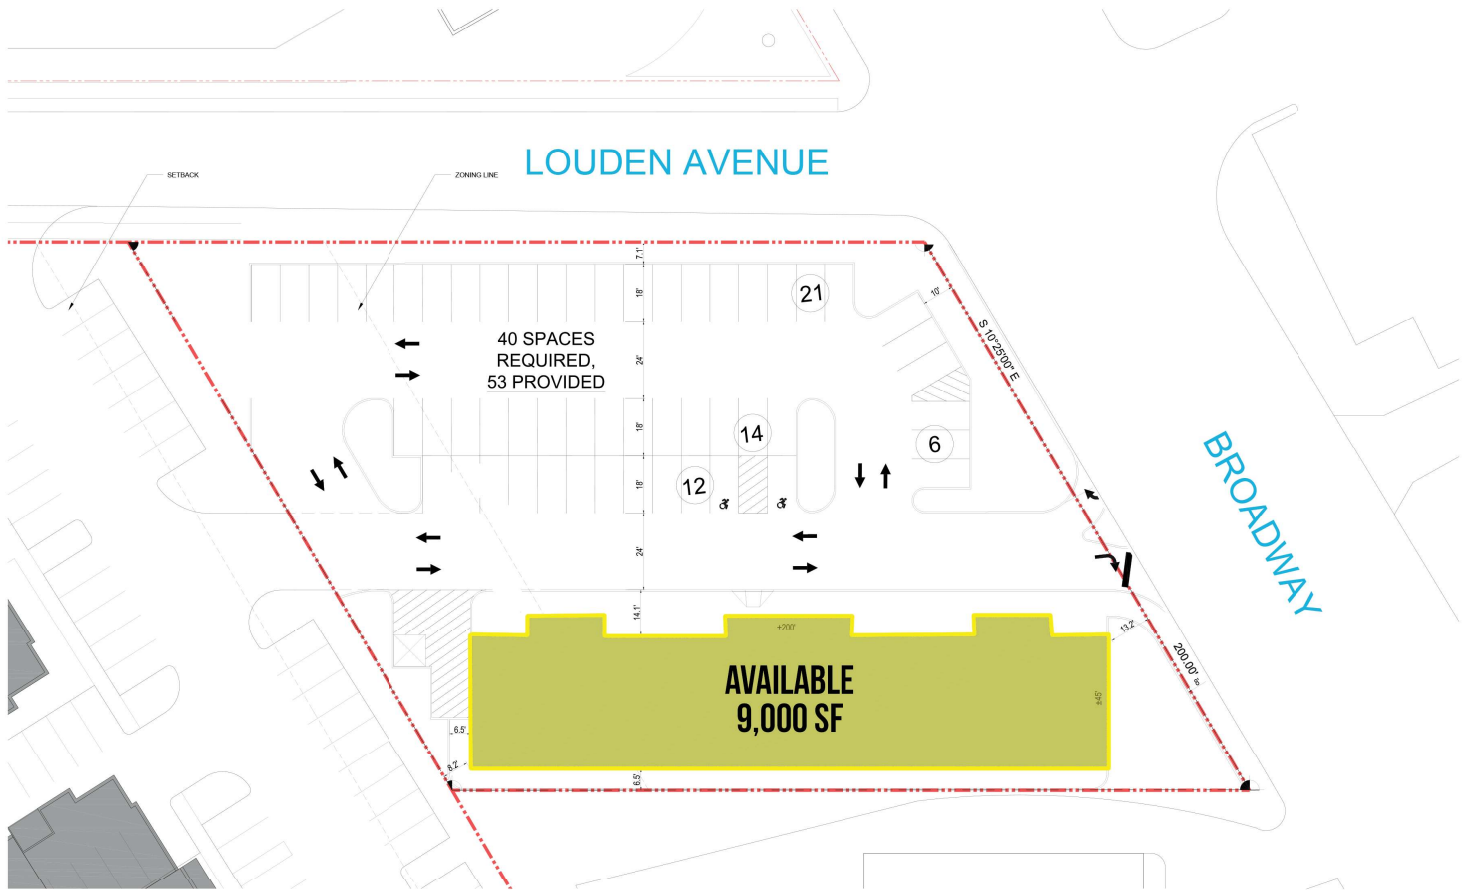 LOUDEN AVENUE
SETBACK
ZONING LINE
7.1'
21
18'
10'
40 SPACES
REQUIRED,
53 PROVIDED
S 10°25'00" E
24'
18'
14
6
BROADWAY
12
18'
24'
14.1'
+200'
13.2'
200.00'
AVAILABLE
9,000 SF
±45'
6.5'
8.2'
6.5'